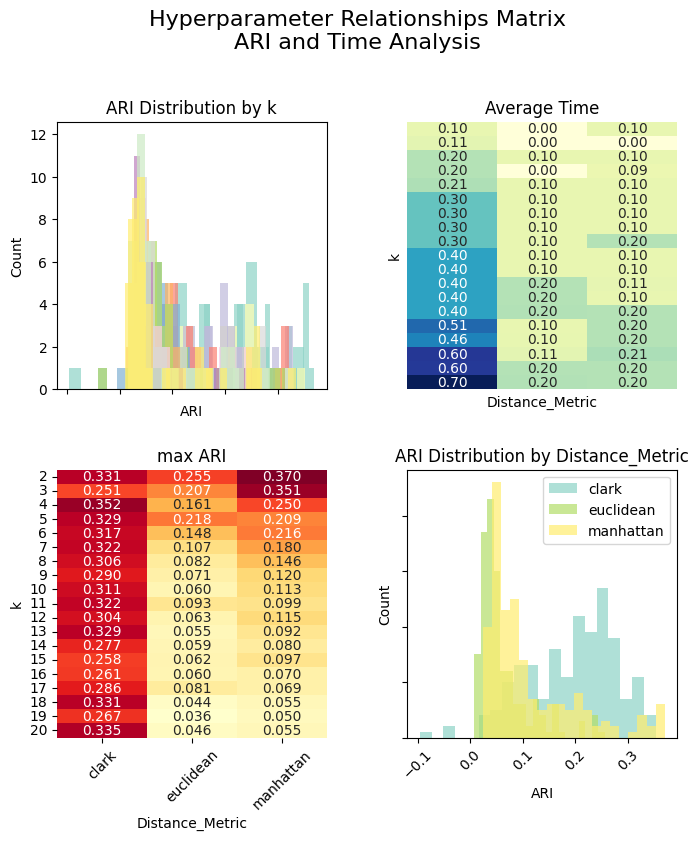 Hyperparameter Relationships Matrix
ARI and Time Analysis
ARI Distribution by k
12
10
8
6
4
2
0
Count
ARI
Average Time
0.10 0.00 0.10
0.11 0.00 0.00
0.20 0.10 0.10
0.20 0.00 0.09
0.21 0.10 0.10
0.30 0.10 0.10
0.30 0.10 0.10
0.30 0.10 0.10
0.30 0.10 0.20
0.40 0.10 0.10
0.40 0.10 0.10
0.40 0.20 0.11
0.40 0.20 0.10
0.40 0.20 0.20
0.51 0.10 0.20
0.46 0.10 0.20
0.60 0.11 0.21
0.60 0.20 0.20
0.70 0.20 0.20
k
Distance_Metric
max ARI
2 0.331 0.255 0.370
3 0.251 0.207 0.351
4 0.352 0.161 0.250
5 0.329 0.218 0.209
6 0.317 0.148 0.216
7 0.322 0.107 0.180
8 0.306 0.082 0.146
9 0.290 0.071 0.120
10 0.311 0.060 0.113
11 0.322 0.093 0.099
12 0.304 0.063 0.115
13 0.329 0.055 0.092
14 0.277 0.059 0.080
15 0.258 0.062 0.097
16 0.261 0.060 0.070
17 0.286 0.081 0.069
18 0.331 0.044 0.055
19 0.267 0.036 0.050
20 0.335 0.046 0.055
k
clark euclidean manhattan
Distance_Metric
ARI Distribution by Distance_Metric
clark
euclidean
manhattan
Count
−0.1 0.0 0.1 0.2 0.3
ARI